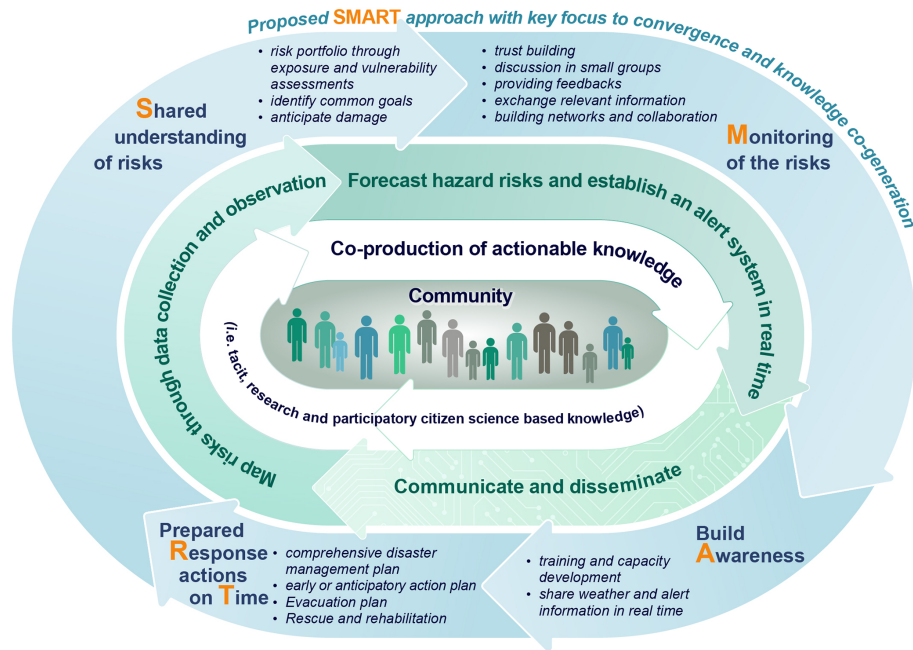 Proposed SMART approach with key focus to convergence and knowledge co-generation
Shared
understanding
of risks
• risk portfolio through
exposure and vulnerability
assessments
• identify common goals
• anticipate damage
• trust building
• discussion in small groups
• providing feedbacks
• exchange relevant information
• building networks and collaboration
Monitoring
of the risks
Map risks through data collection and observation
Forecast hazard risks and establish an alert system in real time
Co-production of actionable knowledge
Community
(i.e. tacit, research and participatory citizen science based knowledge)
Communicate and disseminate
Build
Awareness
• training and capacity
development
• share weather and alert
information in real time
Prepared
Response
actions
on Time
• comprehensive disaster
management plan
• early or anticipatory action plan
• Evacuation plan
• Rescue and rehabilitation